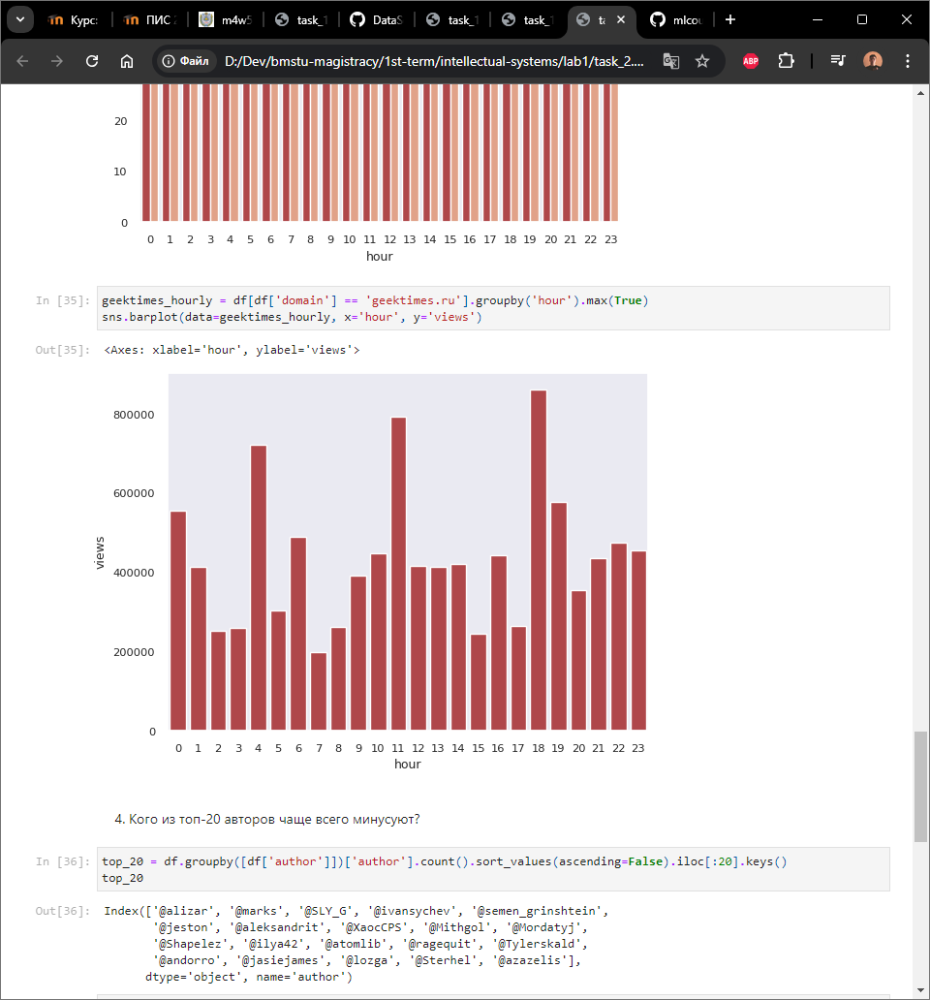 Курс:
ПИС
m4w5
task_1
DataS
task_1
task_1
ta
mlcou
Файл
D:/Dev/bmstu-magistracy/1st-term/intellectual-systems/lab1/task_2....
ABP
20
10
0
0 1 2 3 4 5 6 7 8 9 10 11 12 13 14 15 16 17 18 19 20 21 22 23
hour
In [35]:
geektimes_hourly = df[df['domain'] == 'geektimes.ru'].groupby('hour').max(True)
sns.barplot(data=geektimes_hourly, x='hour', y='views')
Out[35]: <Axes: xlabel='hour', ylabel='views'>
800000
600000
400000
200000
0
views
0 1 2 3 4 5 6 7 8 9 10 11 12 13 14 15 16 17 18 19 20 21 22 23
hour
4. Кого из топ-20 авторов чаще всего минусуют?
In [36]:
top_20 = df.groupby([df['author']])['author'].count().sort_values(ascending=False).iloc[:20].keys()
top_20
Out[36]: Index(['@alizar', '@marks', '@SLY_G', '@ivansychev', '@semen_grinshtein',
'@jeston', '@aleksandrit', '@XaocCPS', '@Mithgol', '@Mordatyj',
'@Shapelez', '@ilya42', '@atomlib', '@ragequit', '@Tylerskald',
'@andorro', '@jasiejames', '@lozga', '@Sterhel', '@azazelis'],
dtype='object', name='author')